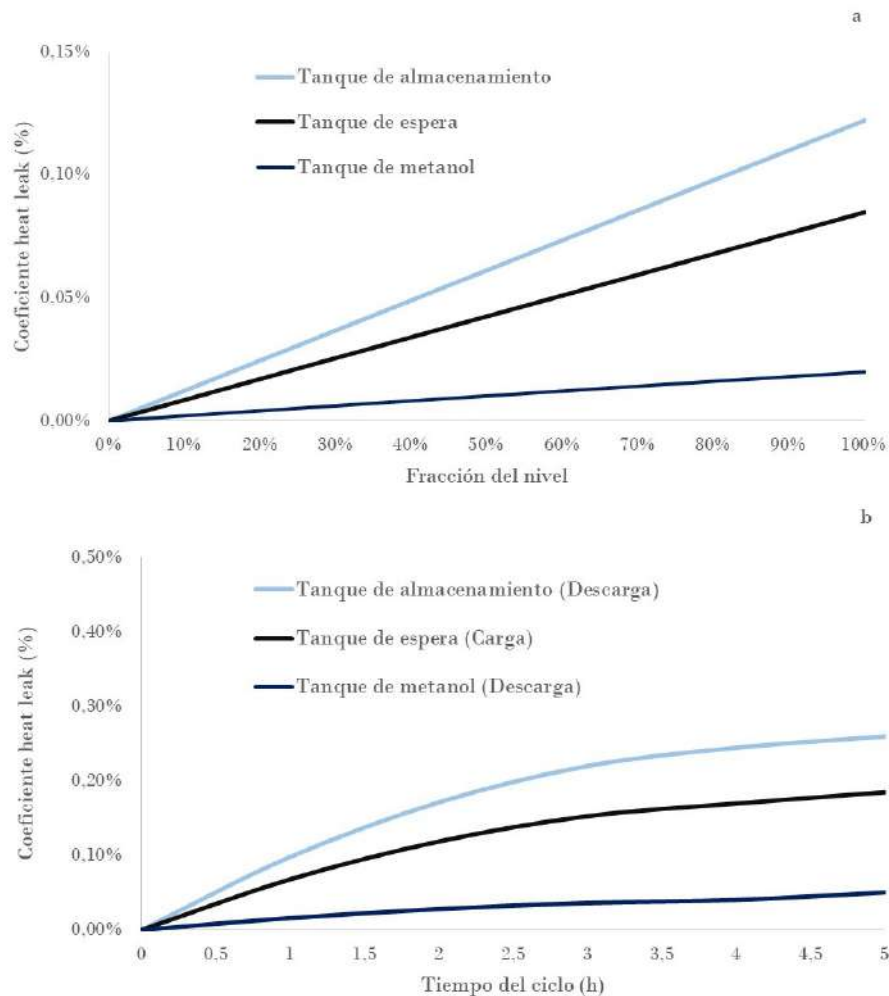 a
0,15%
Tanque de almacenamiento
Tanque de espera
Tanque de metanol
0,10%
0,05%
0,00%
Coeficiente heat leak (%)
0% 10% 20% 30% 40% 50% 60% 70% 80% 90% 100%
Fracción del nivel
b
0,50%
Tanque de almacenamiento (Descarga)
0,40%
Tanque de espera (Carga)
Tanque de metanol (Descarga)
0,30%
0,20%
0,10%
0,00%
Coeficiente heat leak (%)
0 0,5 1 1,5 2 2,5 3 3,5 4 4,5 5
Tiempo del ciclo (h)